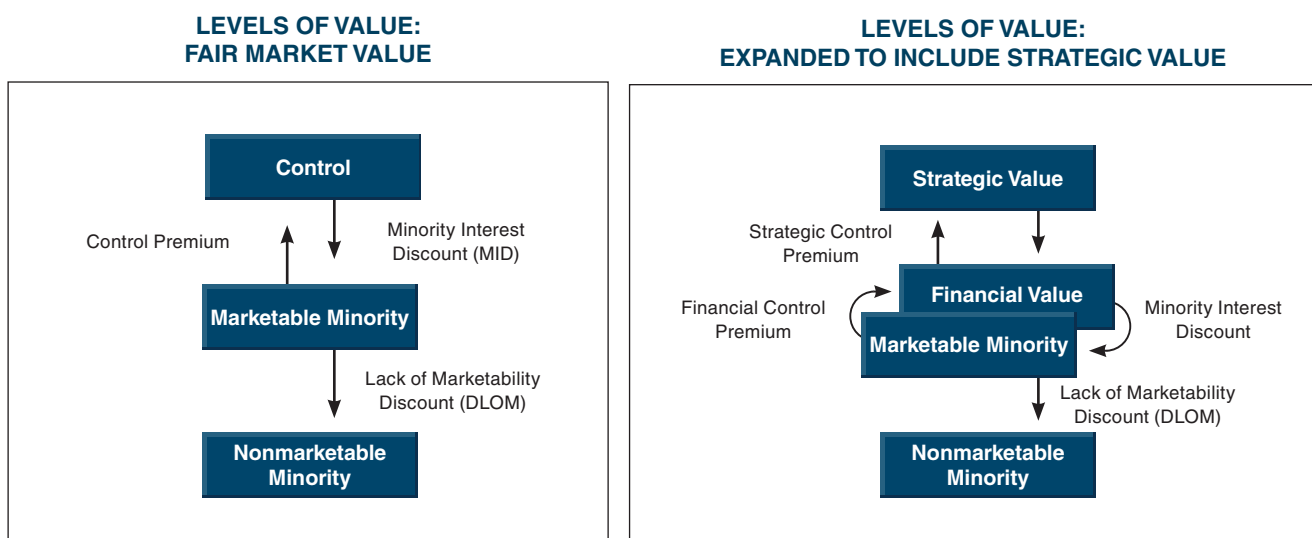 LEVELS OF VALUE:
FAIR MARKET VALUE
Control
Control Premium
Minority Interest
Discount (MID)
Marketable Minority
Lack of Marketability
Discount (DLOM)
Nonmarketable
Minority
LEVELS OF VALUE:
EXPANDED TO INCLUDE STRATEGIC VALUE
Strategic Value
Strategic Control
Premium
Financial Value
Financial Control
Premium
Minority Interest
Discount
Marketable Minority
Lack of Marketability
Discount (DLOM)
Nonmarketable
Minority